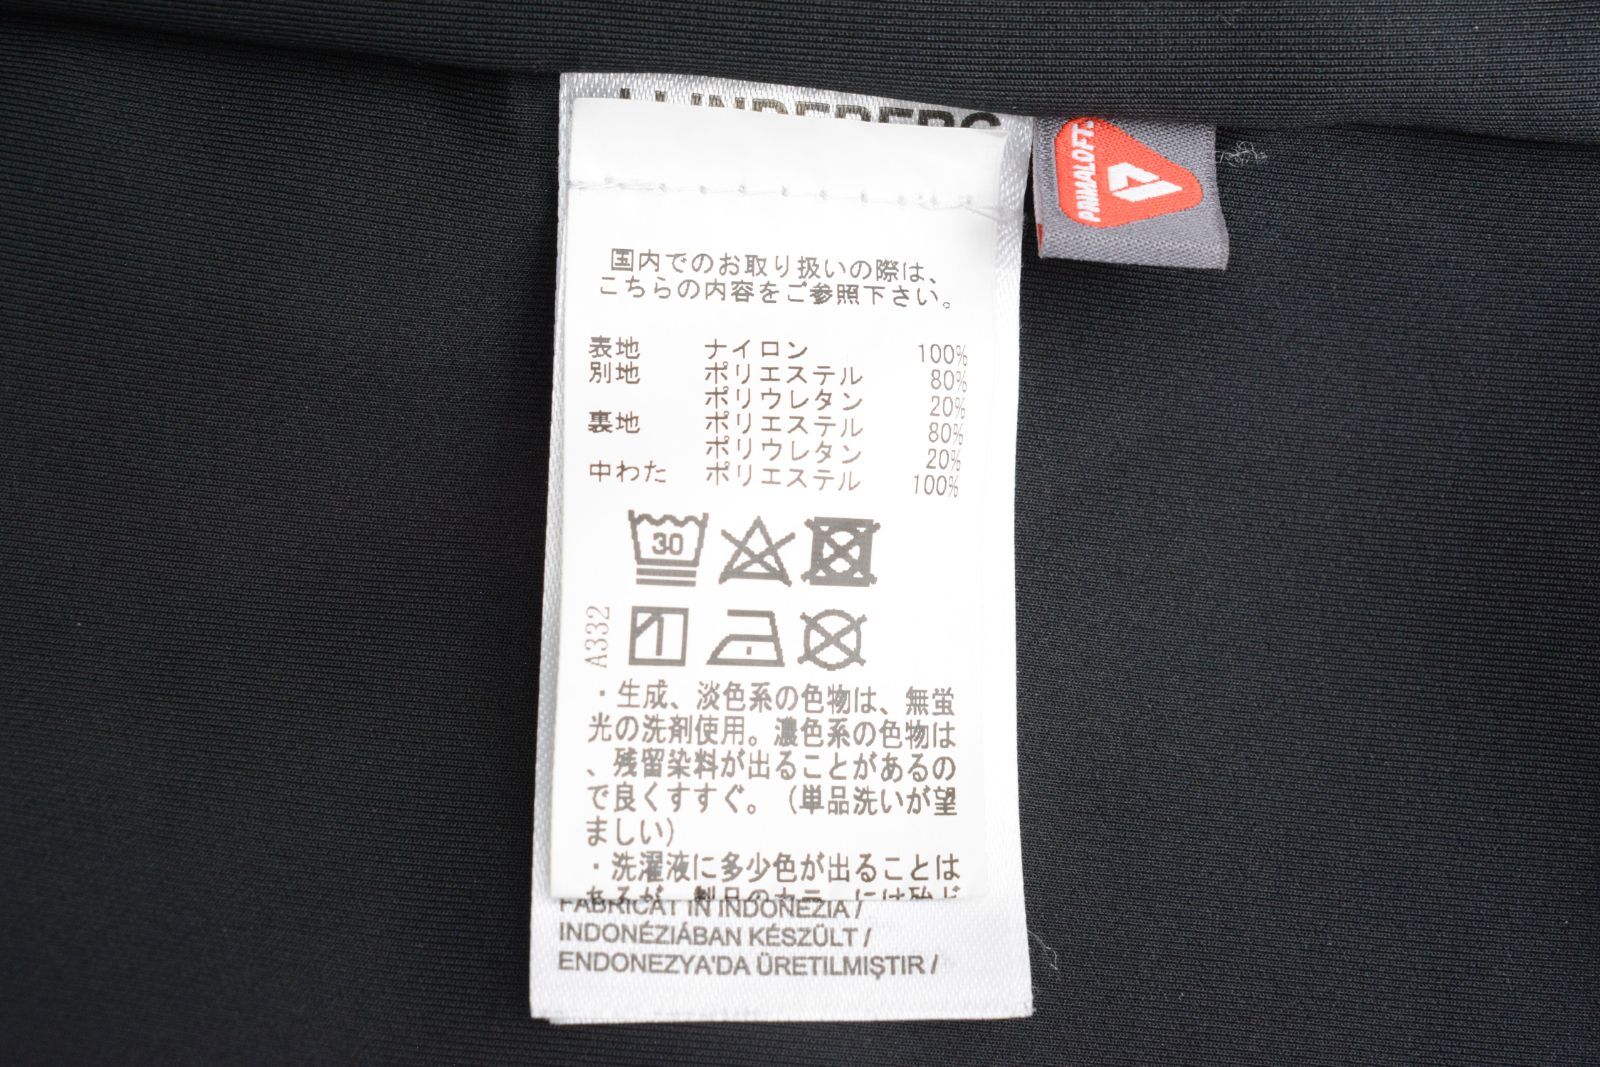 LUNDEBERG
PRIMALOFT
国内でのお取り扱いの際は、
こちらの内容をご参照下さい。
表地 ナイロン 100%
別地 ポリエステル 80%
ポリウレタン 20%
裏地 ポリエステル 80%
ポリウレタン 20%
中わた ポリエステル 100%
30
A332
・生成、淡色系の色物は、無蛍
光の洗剤使用。濃色系の色物は
、残留染料が出ることがあるの
で良くすすぐ。（単品洗いが望
ましい）
・洗濯液に多少色が出ることは
FABRICAT IN INDONEZIA /
INDONÉZIÁBAN KÉSZÜLT /
ENDONEZYA'DA ÜRETILMIŞTIR /